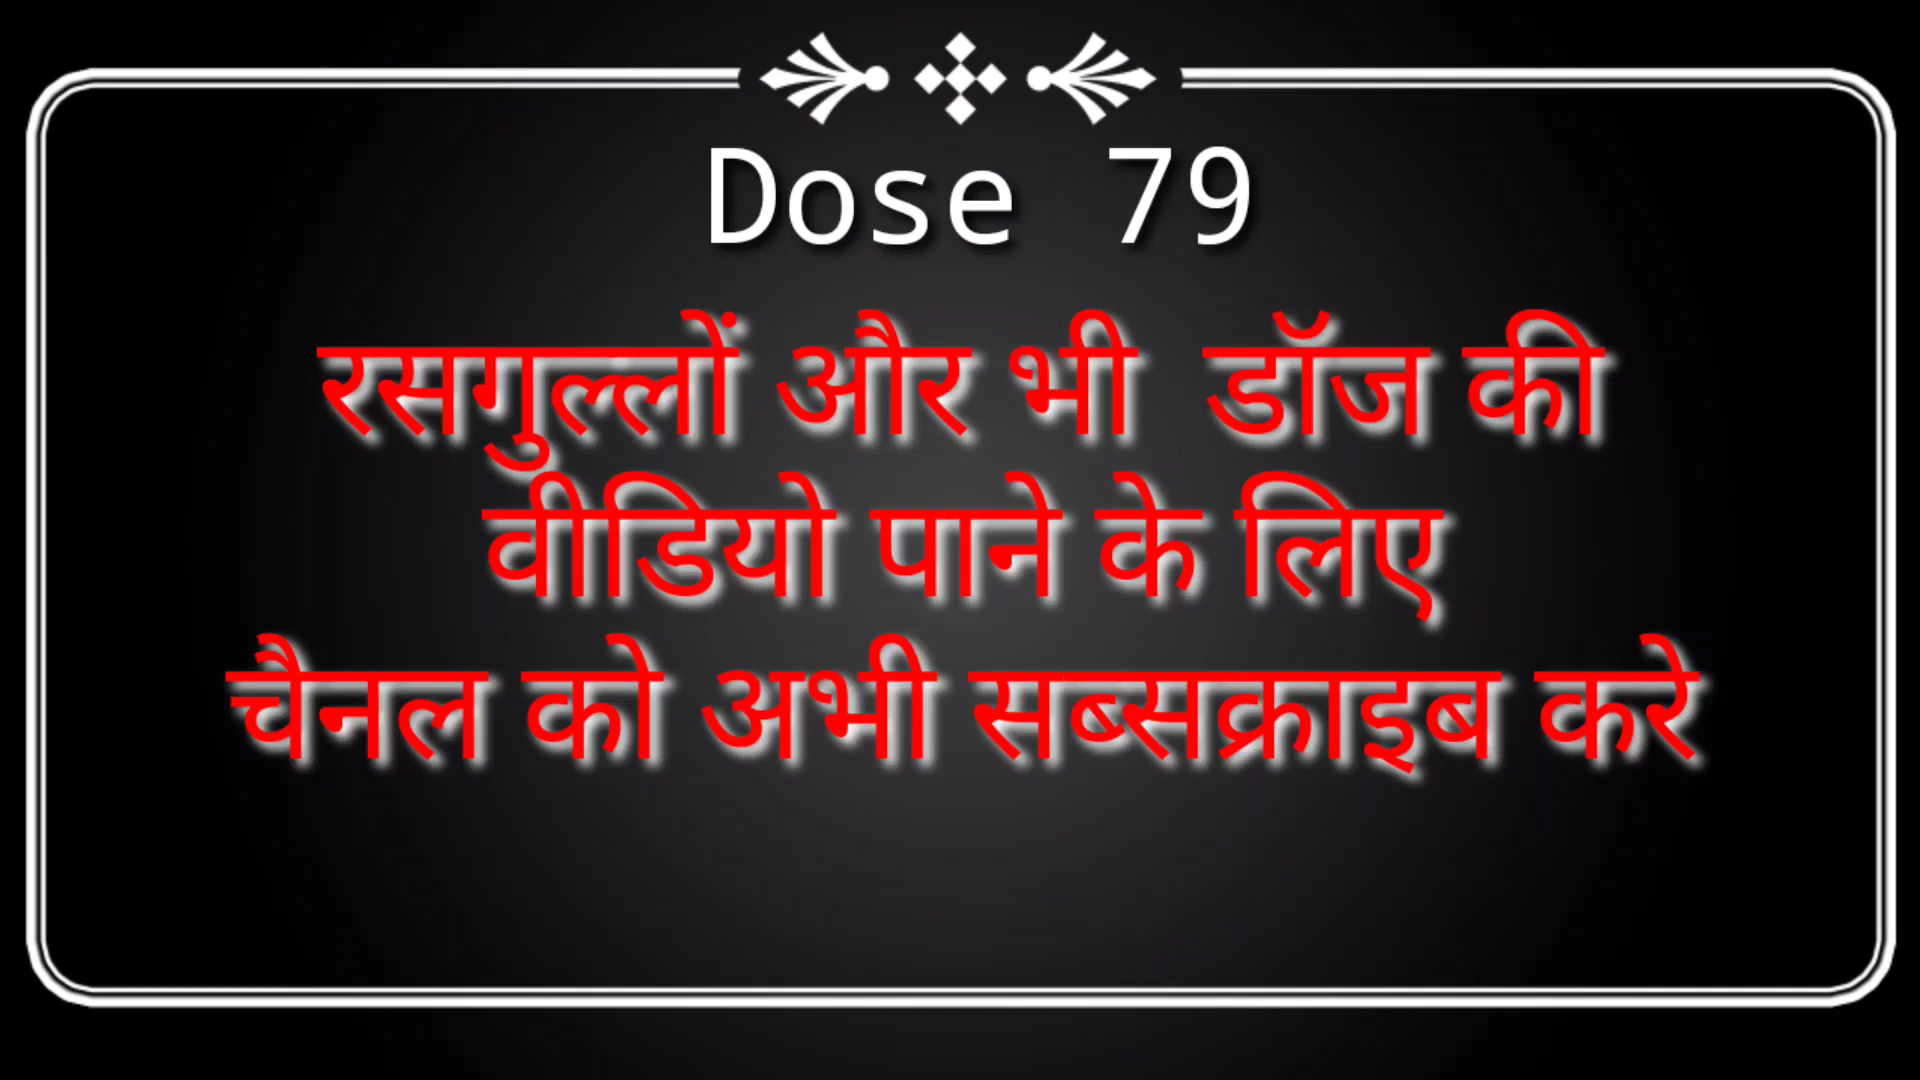 Dose 79
रसगुल्लों और भी डॉज की
वीडियो पाने के लिए
चैनल को अभी सब्सक्राइब करे